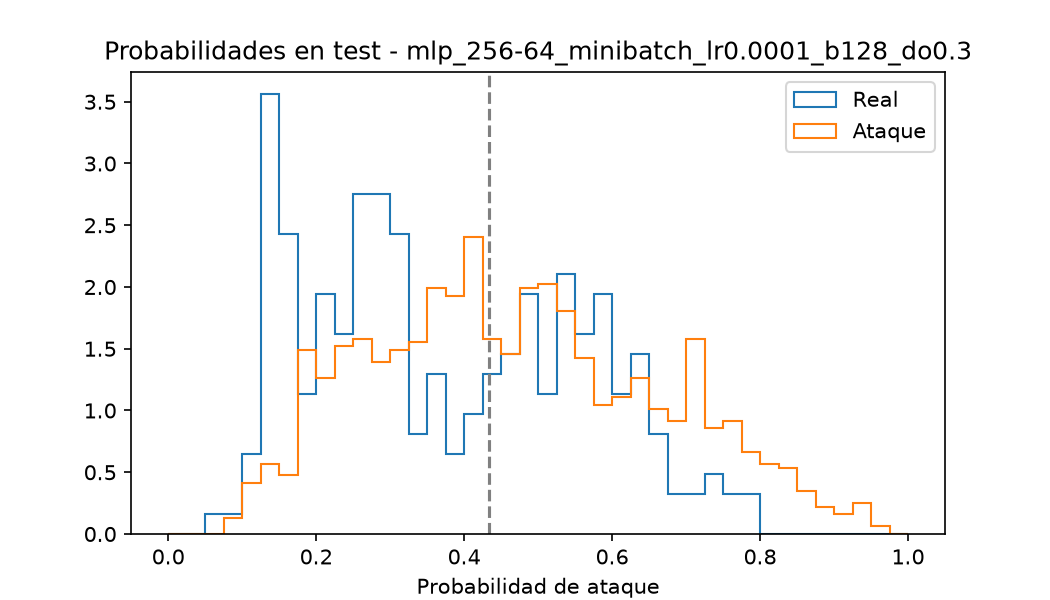 Probabilidades en test - mlp_256-64_minibatch_lr0.0001_b128_do0.3
Real
Ataque
3.5
3.0
2.5
2.0
1.5
1.0
0.5
0.0
0.0 0.2 0.4 0.6 0.8 1.0
Probabilidad de ataque